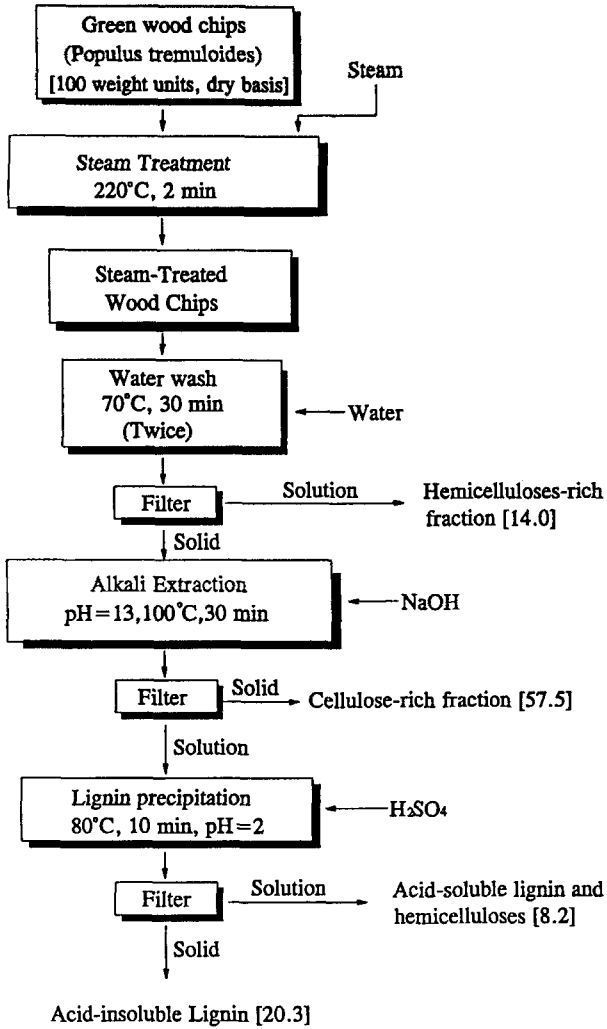 Green wood chips
(Populus tremuloides)
[100 weight units, dry basis]
Steam
Steam Treatment
220°C, 2 min
Steam-Treated
Wood Chips
Water wash
70°C, 30 min
(Twice)
Water
Filter
Solution
Hemicelluloses-rich
fraction [14.0]
Solid
Alkali Extraction
pH=13,100°C,30 min
NaOH
Filter
Solid
Cellulose-rich fraction [57.5]
Solution
Lignin precipitation
80°C, 10 min, pH=2
H₂SO₄
Filter
Solution
Acid-soluble lignin and
hemicelluloses [8.2]
Solid
Acid-insoluble Lignin [20.3]